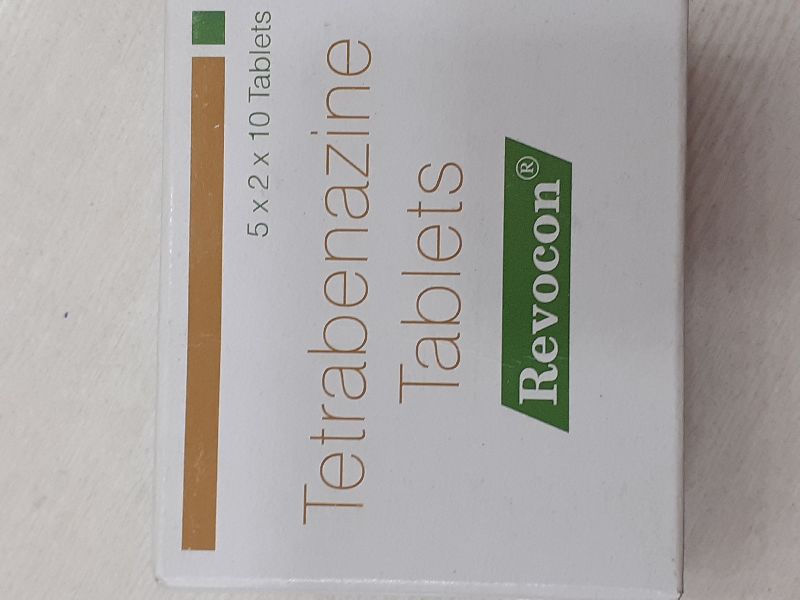 5 x 2 x 10 Tablets
Tetrabenazine
Tablets
Revocon®